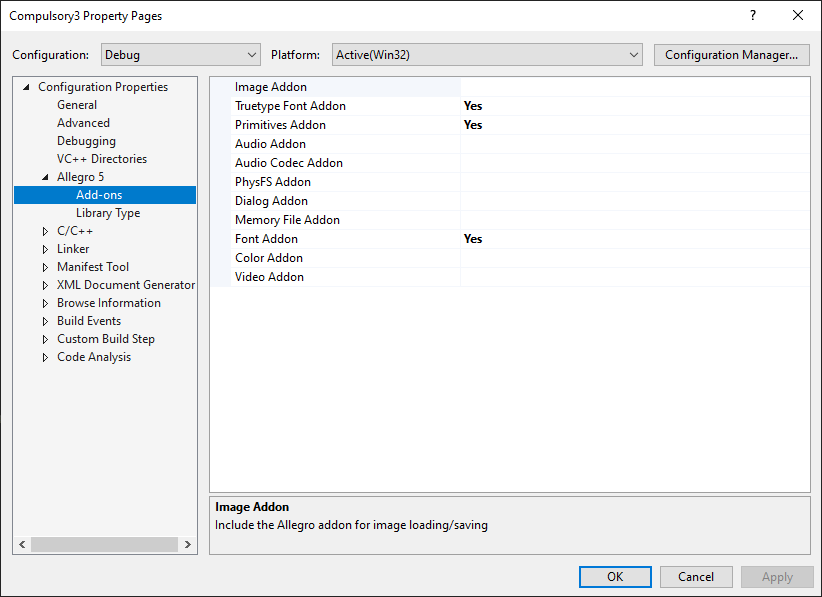 Compulsory3 Property Pages
?
Configuration: Debug Platform: Active(Win32) Configuration Manager...
Configuration Properties
General
Advanced
Debugging
VC++ Directories
Allegro 5
Add-ons
Library Type
C/C++
Linker
Manifest Tool
XML Document Generator
Browse Information
Build Events
Custom Build Step
Code Analysis
Image Addon
Truetype Font Addon Yes
Primitives Addon Yes
Audio Addon
Audio Codec Addon
PhysFS Addon
Dialog Addon
Memory File Addon
Font Addon Yes
Color Addon
Video Addon
Image Addon
Include the Allegro addon for image loading/saving
OK Cancel Apply